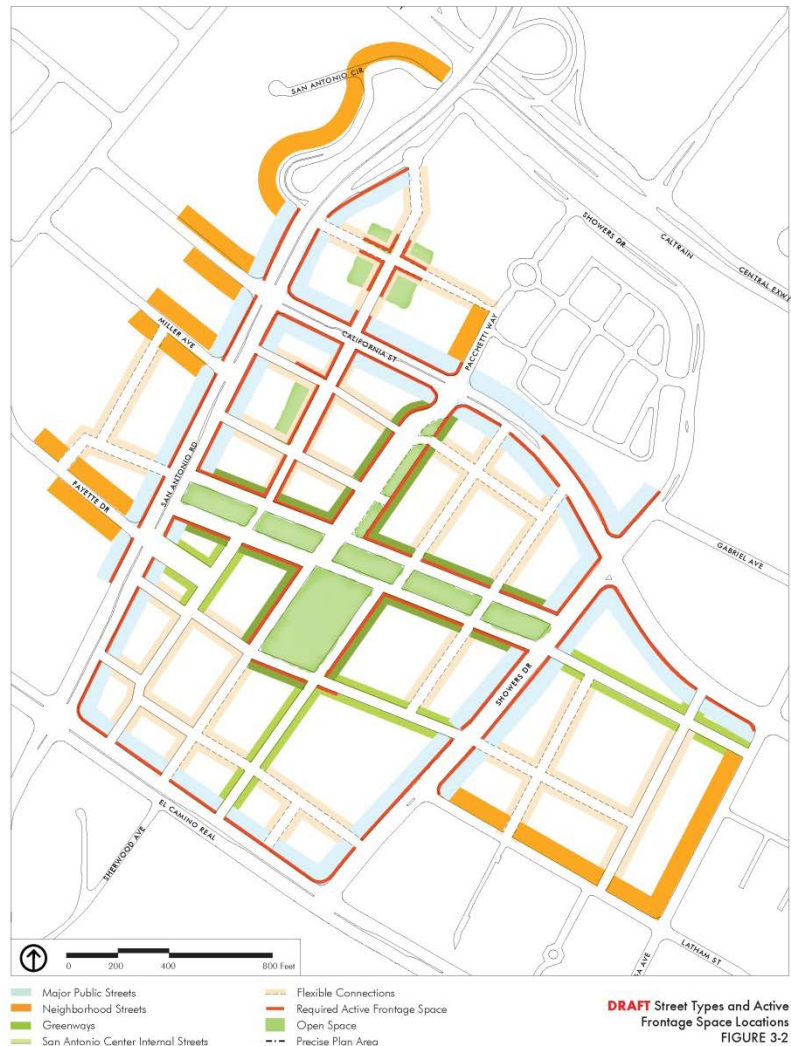 SAN ANTONIO CIR
SHOWERS DR
CALTRAIN
CENTRAL EXWY
MILLER AVE
CALIFORNIA ST
PACCHETTI WAY
SAN ANTONIO RD
FAYETTE DR
GABRIEL AVE
SHOWERS DR
EL CAMINO REAL
SHERWOOD AVE
LATHAM ST
A AVE
0 200 400 800 Feet
Major Public Streets
Neighborhood Streets
Greenways
San Antonio Center Internal Streets
Flexible Connections
Required Active Frontage Space
Open Space
Precise Plan Area
DRAFT Street Types and Active
Frontage Space Locations
FIGURE 3-2